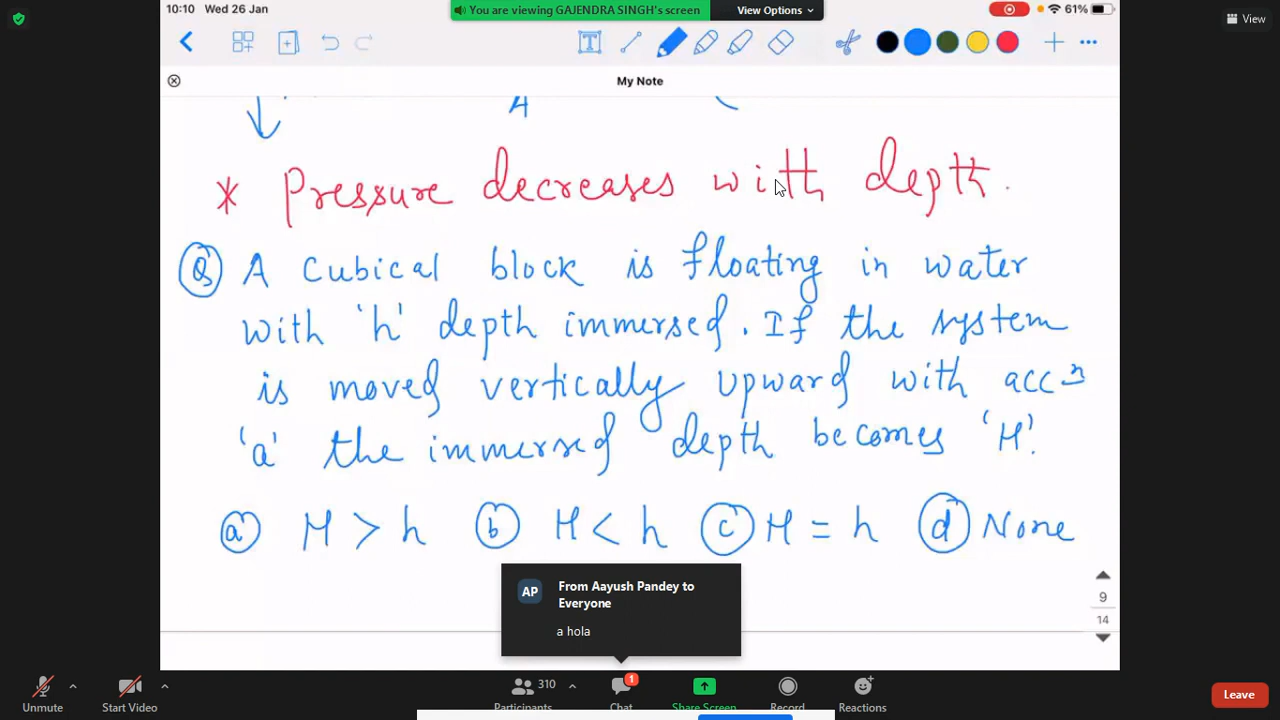 10:10 Wed 26 Jan
You are viewing GAJENDRA SINGH's screen
View Options
61%
View
My Note
A
* Pressure decreases with depth.
Q A cubical block is floating in water
with 'h' depth immersed. If the system
is moved vertically upward with accn
'a' the immersed depth becomes 'H'.
a H > h b H < h c H = h d None
From Aayush Pandey to
Everyone
AP
a hola
9
14
Unmute
Start Video
310
Participants
1
Chat
Share Screen
Record
Reactions
Leave